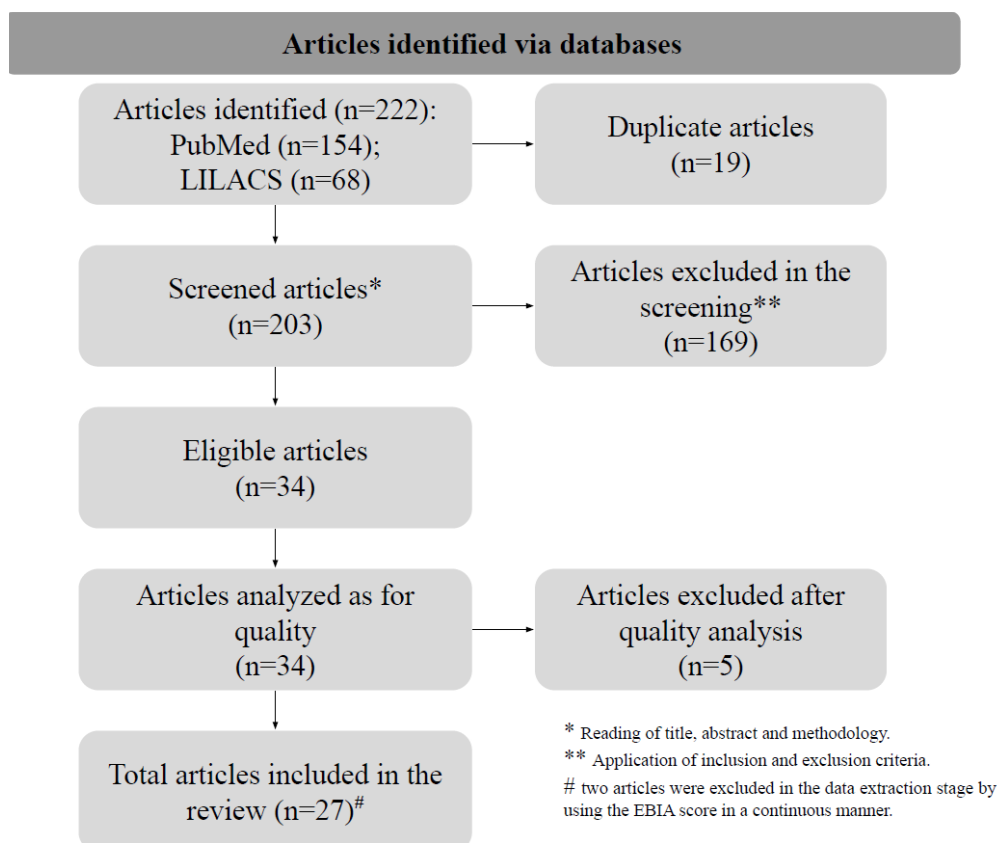 Articles identified via databases
Articles identified (n=222):
PubMed (n=154);
LILACS (n=68)
Duplicate articles
(n=19)
Screened articles*
(n=203)
Articles excluded in the
screening**
(n=169)
Eligible articles
(n=34)
Articles analyzed as for
quality
(n=34)
Articles excluded after
quality analysis
(n=5)
Total articles included in the
review (n=27)#
* Reading of title, abstract and methodology.
** Application of inclusion and exclusion criteria.
# two articles were excluded in the data extraction stage by
using the EBIA score in a continuous manner.